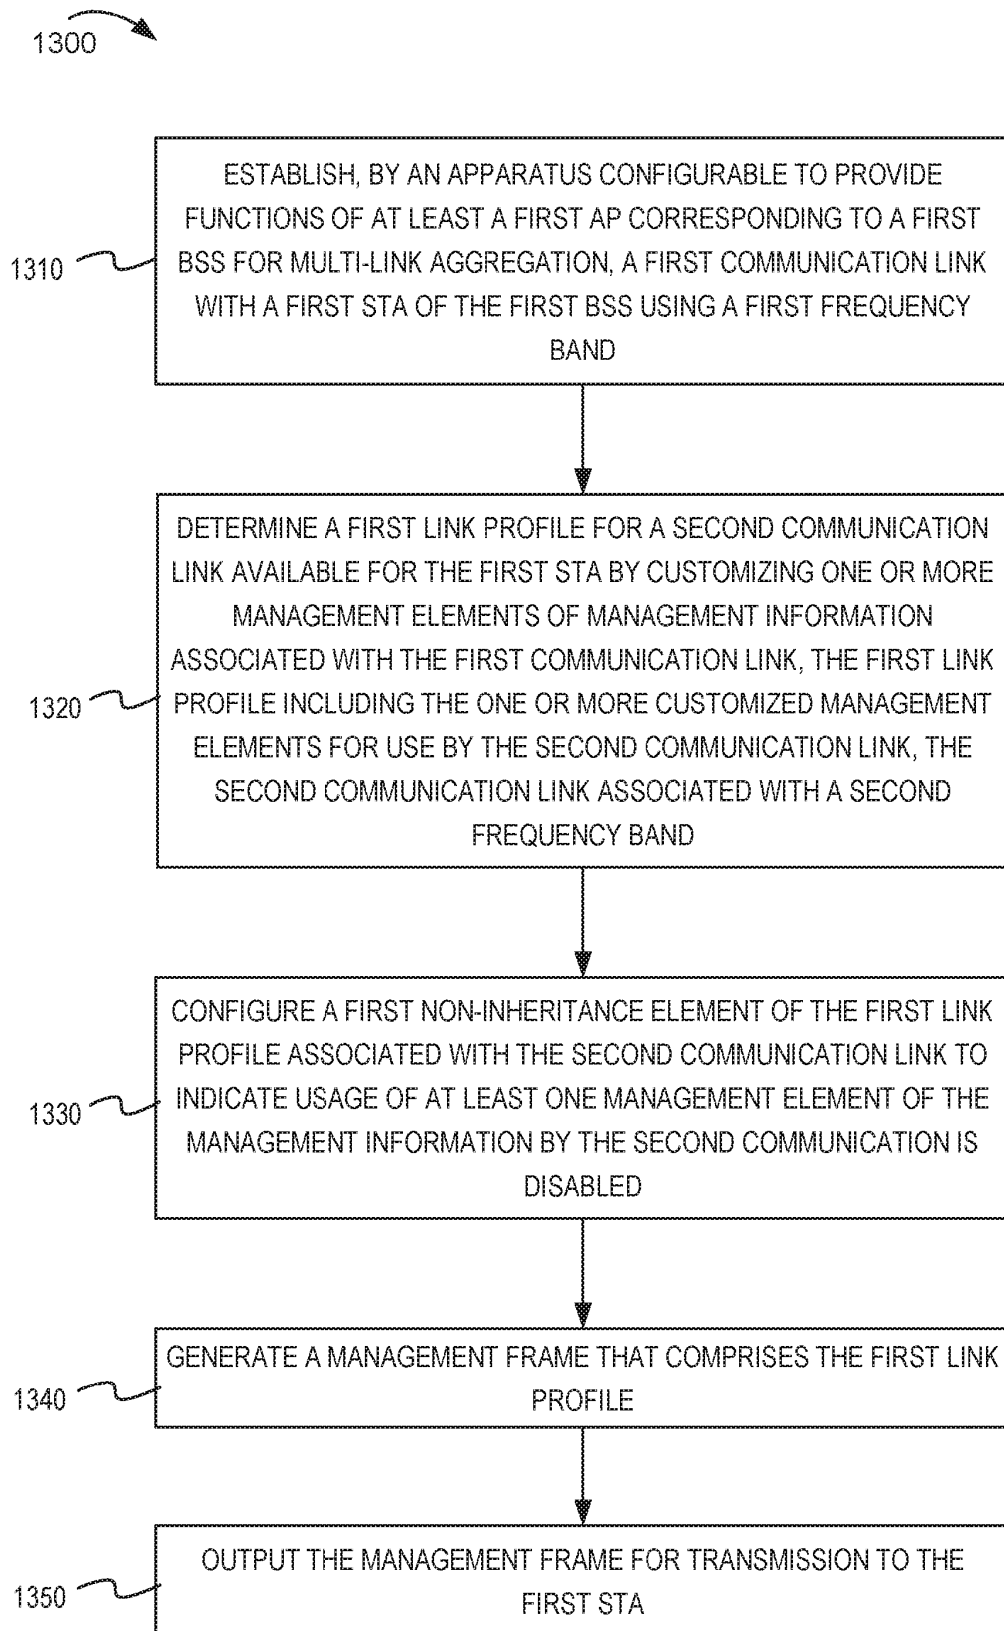 1300
ESTABLISH, BY AN APPARATUS CONFIGURABLE TO PROVIDE
FUNCTIONS OF AT LEAST A FIRST AP CORRESPONDING TO A FIRST
BSS FOR MULTI-LINK AGGREGATION, A FIRST COMMUNICATION LINK
WITH A FIRST STA OF THE FIRST BSS USING A FIRST FREQUENCY
BAND
1310
DETERMINE A FIRST LINK PROFILE FOR A SECOND COMMUNICATION
LINK AVAILABLE FOR THE FIRST STA BY CUSTOMIZING ONE OR MORE
MANAGEMENT ELEMENTS OF MANAGEMENT INFORMATION
ASSOCIATED WITH THE FIRST COMMUNICATION LINK, THE FIRST LINK
PROFILE INCLUDING THE ONE OR MORE CUSTOMIZED MANAGEMENT
ELEMENTS FOR USE BY THE SECOND COMMUNICATION LINK, THE
SECOND COMMUNICATION LINK ASSOCIATED WITH A SECOND
FREQUENCY BAND
1320
CONFIGURE A FIRST NON-INHERITANCE ELEMENT OF THE FIRST LINK
PROFILE ASSOCIATED WITH THE SECOND COMMUNICATION LINK TO
INDICATE USAGE OF AT LEAST ONE MANAGEMENT ELEMENT OF THE
MANAGEMENT INFORMATION BY THE SECOND COMMUNICATION IS
DISABLED
1330
GENERATE A MANAGEMENT FRAME THAT COMPRISES THE FIRST LINK
PROFILE
1340
OUTPUT THE MANAGEMENT FRAME FOR TRANSMISSION TO THE
FIRST STA
1350